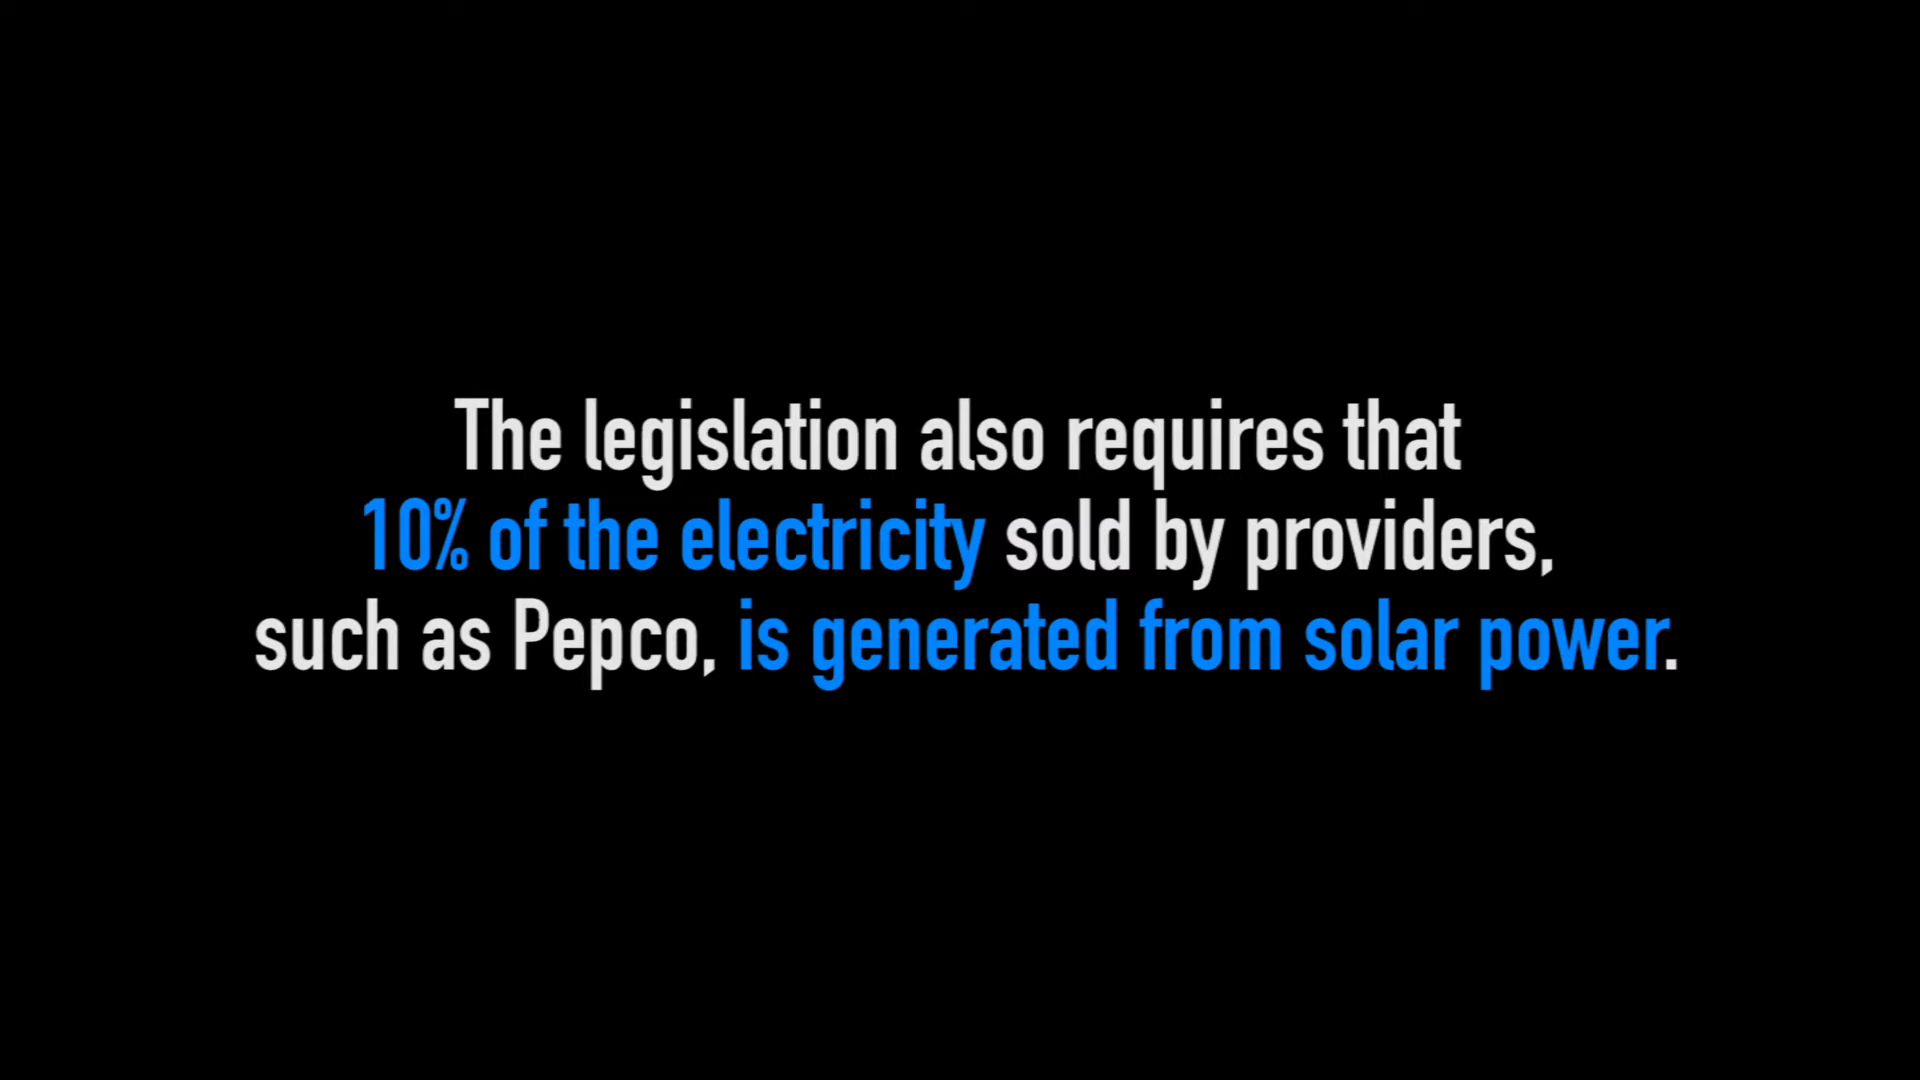 The legislation also requires that
10% of the electricity sold by providers,
such as Pepco, is generated from solar power.